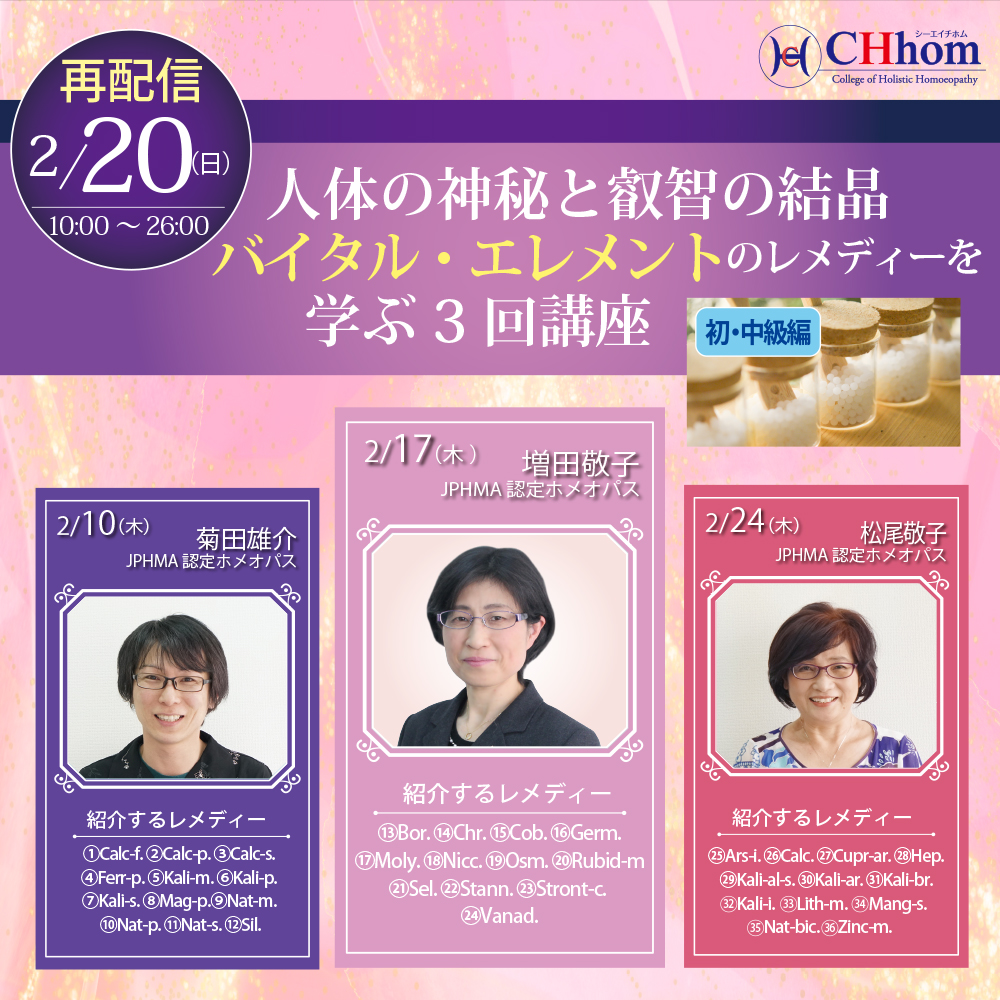 再配信
2/20(日)
10:00 ～ 26:00
シーエイチホム
CHhom
College of Holistic Homoeopathy
人体の神秘と叡智の結晶
バイタル・エレメントのレメディーを
学ぶ3回講座
初・中級編
2/10(木)
菊田雄介
JPHMA 認定ホメオパス
紹介するレメディー
①Calc-f. ②Calc-p. ③Calc-s.
④Ferr-p. ⑤Kali-m. ⑥Kali-p.
⑦Kali-s. ⑧Mag-p.⑨Nat-m.
⑩Nat-p. ⑪Nat-s. ⑫Sil.
2/17(木)
増田敬子
JPHMA 認定ホメオパス
紹介するレメディー
⑬Bor. ⑭Chr. ⑮Cob. ⑯Germ.
⑰Moly. ⑱Nicc. ⑲Osm. ⑳Rubid-m
㉑Sel. ㉒Stann. ㉓Stront-c.
㉔Vanad.
2/24(木)
松尾敬子
JPHMA 認定ホメオパス
紹介するレメディー
㉕Ars-i. ㉖Calc. ㉗Cupr-ar. ㉘Hep.
㉙Kali-al-s. ㉚Kali-ar. ㉛Kali-br.
㉜Kali-i. ㉝Lith-m. ㉞Mang-s.
㉟Nat-bic. ㊱Zinc-m.